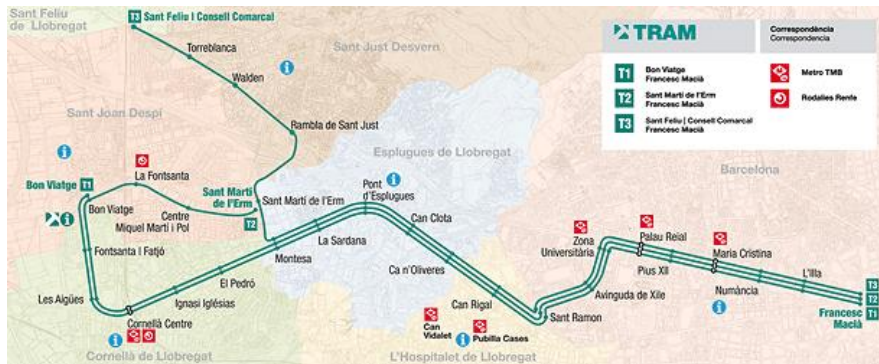 Sant Feliu
de Llobregat
T3 Sant Feliu | Consell Comarcal
Torreblanca
Sant Just Desvern
Walden
Sant Joan Despí
Rambla de Sant Just
Esplugues de Llobregat
Barcelona
TRAM
T1 Bon Viatge
Francesc Macià
T2 Sant Martí de l'Erm
Francesc Macià
T3 Sant Feliu | Consell Comarcal
Francesc Macià
Correspondència
Correspondencia
Metro TMB
Rodalies Renfe
La Fontsanta
Bon Viatge T1
Bon Viatge
Centre
Miquel Martí i Pol
Sant Martí
de l'Erm
T2
Sant Martí de l'Erm
Pont
d'Esplugues
Can Clota
La Sardana
Montesa
Fontsanta I Fatjó
El Pedró
Ca n'Oliveres
Les Aigües
Ignasi Iglésias
Can Rigal
Cornellà Centre
Cornellà de Llobregat
Can
Vidalet
Pubilla Cases
L'Hospitalet de Llobregat
Sant Ramon
Avinguda de Xile
Zona
Universitària
Palau Reial
Pius XII
Maria Cristina
Numància
L'illa
T3
T2
T1
Francesc
Macià